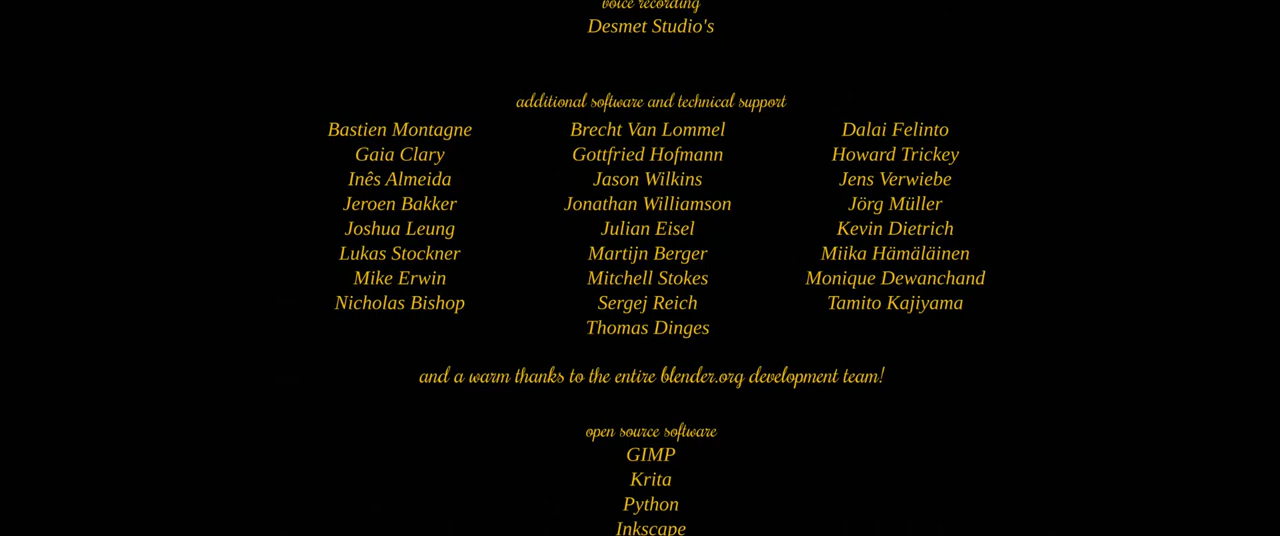 voice recording
Desmet Studio's
additional software and technical support
Bastien Montagne Brecht Van Lommel Dalai Felinto
Gaia Clary Gottfried Hofmann Howard Trickey
Inês Almeida Jason Wilkins Jens Verwiebe
Jeroen Bakker Jonathan Williamson Jörg Müller
Joshua Leung Julian Eisel Kevin Dietrich
Lukas Stockner Martijn Berger Miika Hämäläinen
Mike Erwin Mitchell Stokes Monique Dewanchand
Nicholas Bishop Sergej Reich Tamito Kajiyama
Thomas Dinges
and a warm thanks to the entire blender.org development team!
open source software
GIMP
Krita
Python
Inkscape